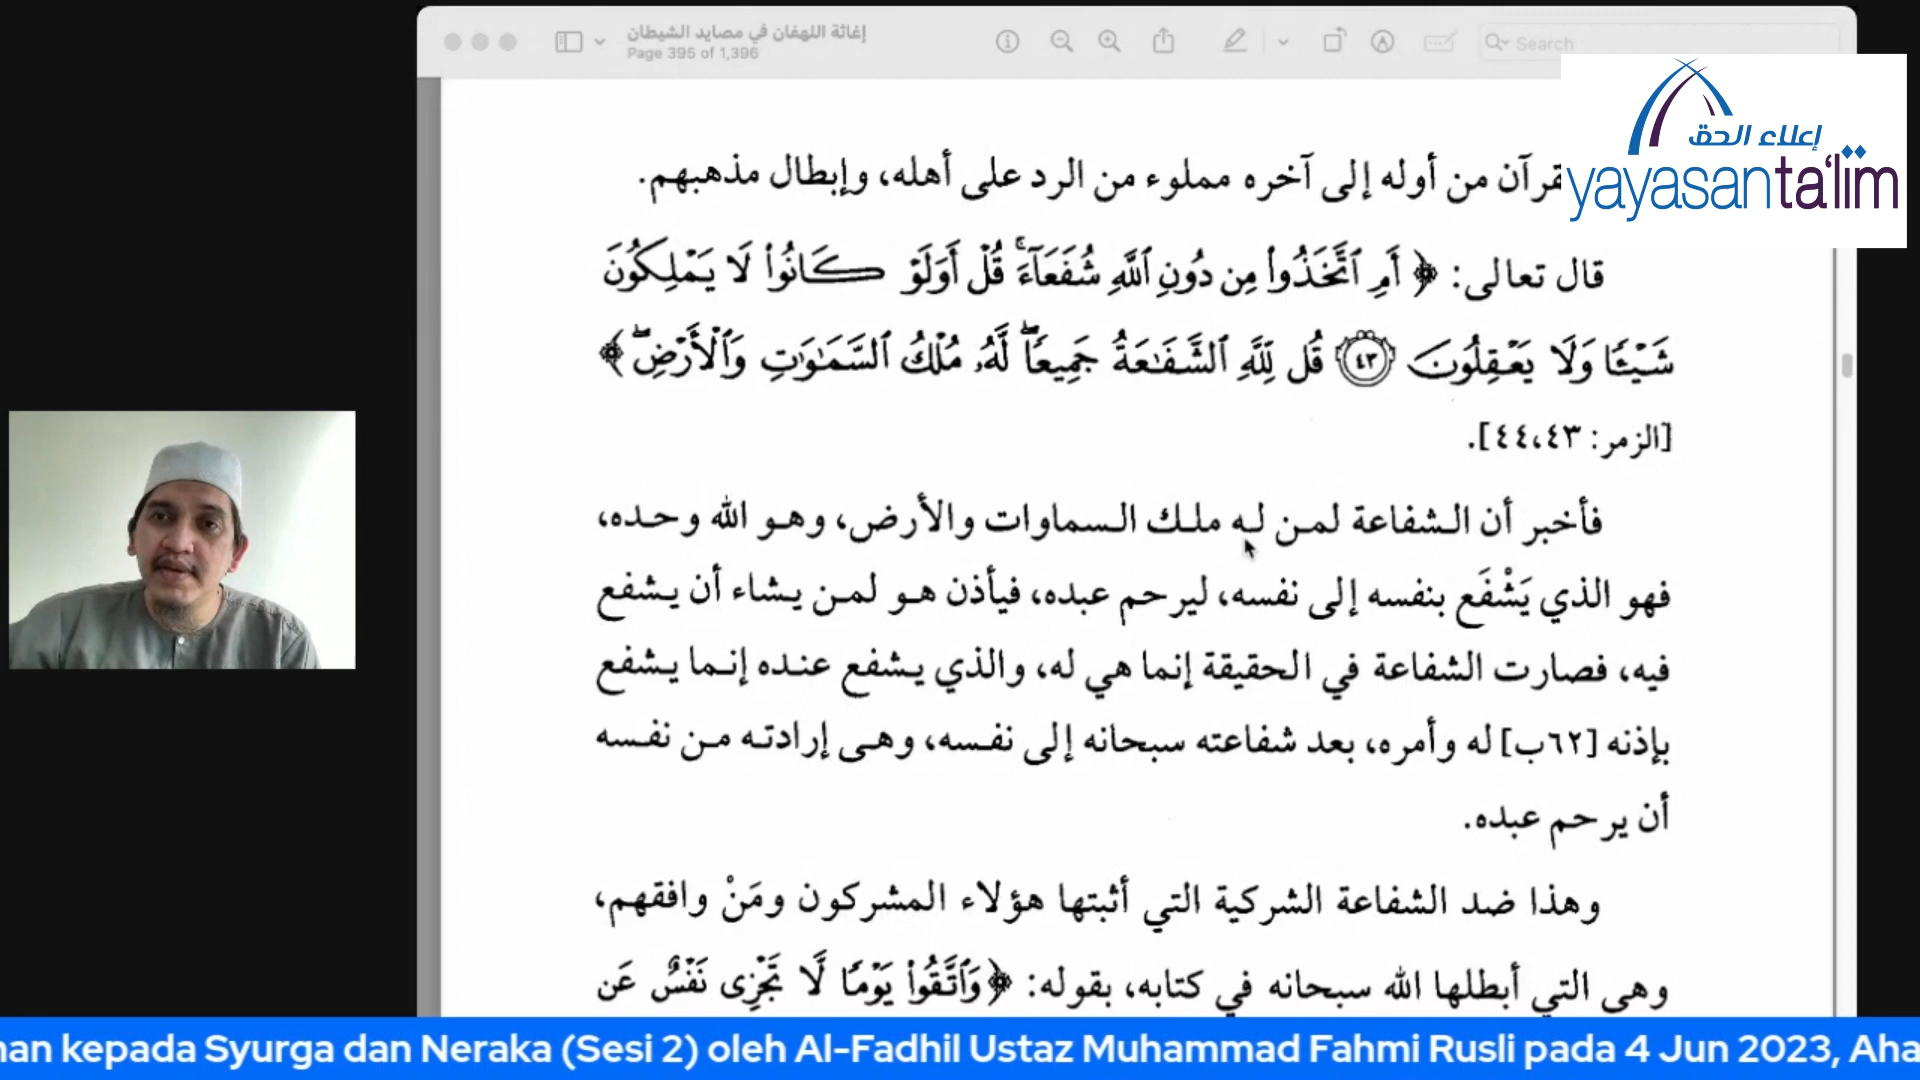 إغاثة اللهفان في مصايد الشيطان
Page 395 of 1,396
Search
إعلاء الحق
yayasanta'lim
قرآن من أوله إلى آخره مملوء من الرد على أهله، وإبطال مذهبهم.
قال تعالى: ﴿أَمِ ٱتَّخَذُوا۟ مِن دُونِ ٱللَّهِ شُفَعَآءَ ۚ قُلْ أَوَلَوْ كَانُوا۟ لَا يَمْلِكُونَ
شَيْـًٔا وَلَا يَعْقِلُونَ ٤٣ قُل لِّلَّهِ ٱلشَّفَـٰعَةُ جَمِيعًا ۖ لَّهُۥ مُلْكُ ٱلسَّمَـٰوَٰتِ وَٱلْأَرْضِ ۖ﴾
[الزمر: ٤٤،٤٣].
فأخبر أن الشفاعة لمن له ملك السماوات والأرض، وهو الله وحده،
فهو الذي يَشْفَع بنفسه إلى نفسه، ليرحم عبده، فيأذن هو لمن يشاء أن يشفع
فيه، فصارت الشفاعة في الحقيقة إنما هي له، والذي يشفع عنده إنما يشفع
بإذنه [٦٢ب] له وأمره، بعد شفاعته سبحانه إلى نفسه، وهى إرادته من نفسه
أن يرحم عبده.
وهذا ضد الشفاعة الشركية التي أثبتها هؤلاء المشركون ومَنْ وافقهم،
وهي التي أبطلها الله سبحانه في كتابه، بقوله: ﴿وَٱتَّقُوا۟ يَوْمًا لَّا تَجْزِى نَفْسٌ عَن
nan kepada Syurga dan Neraka (Sesi 2) oleh Al-Fadhil Ustaz Muhammad Fahmi Rusli pada 4 Jun 2023, Aha